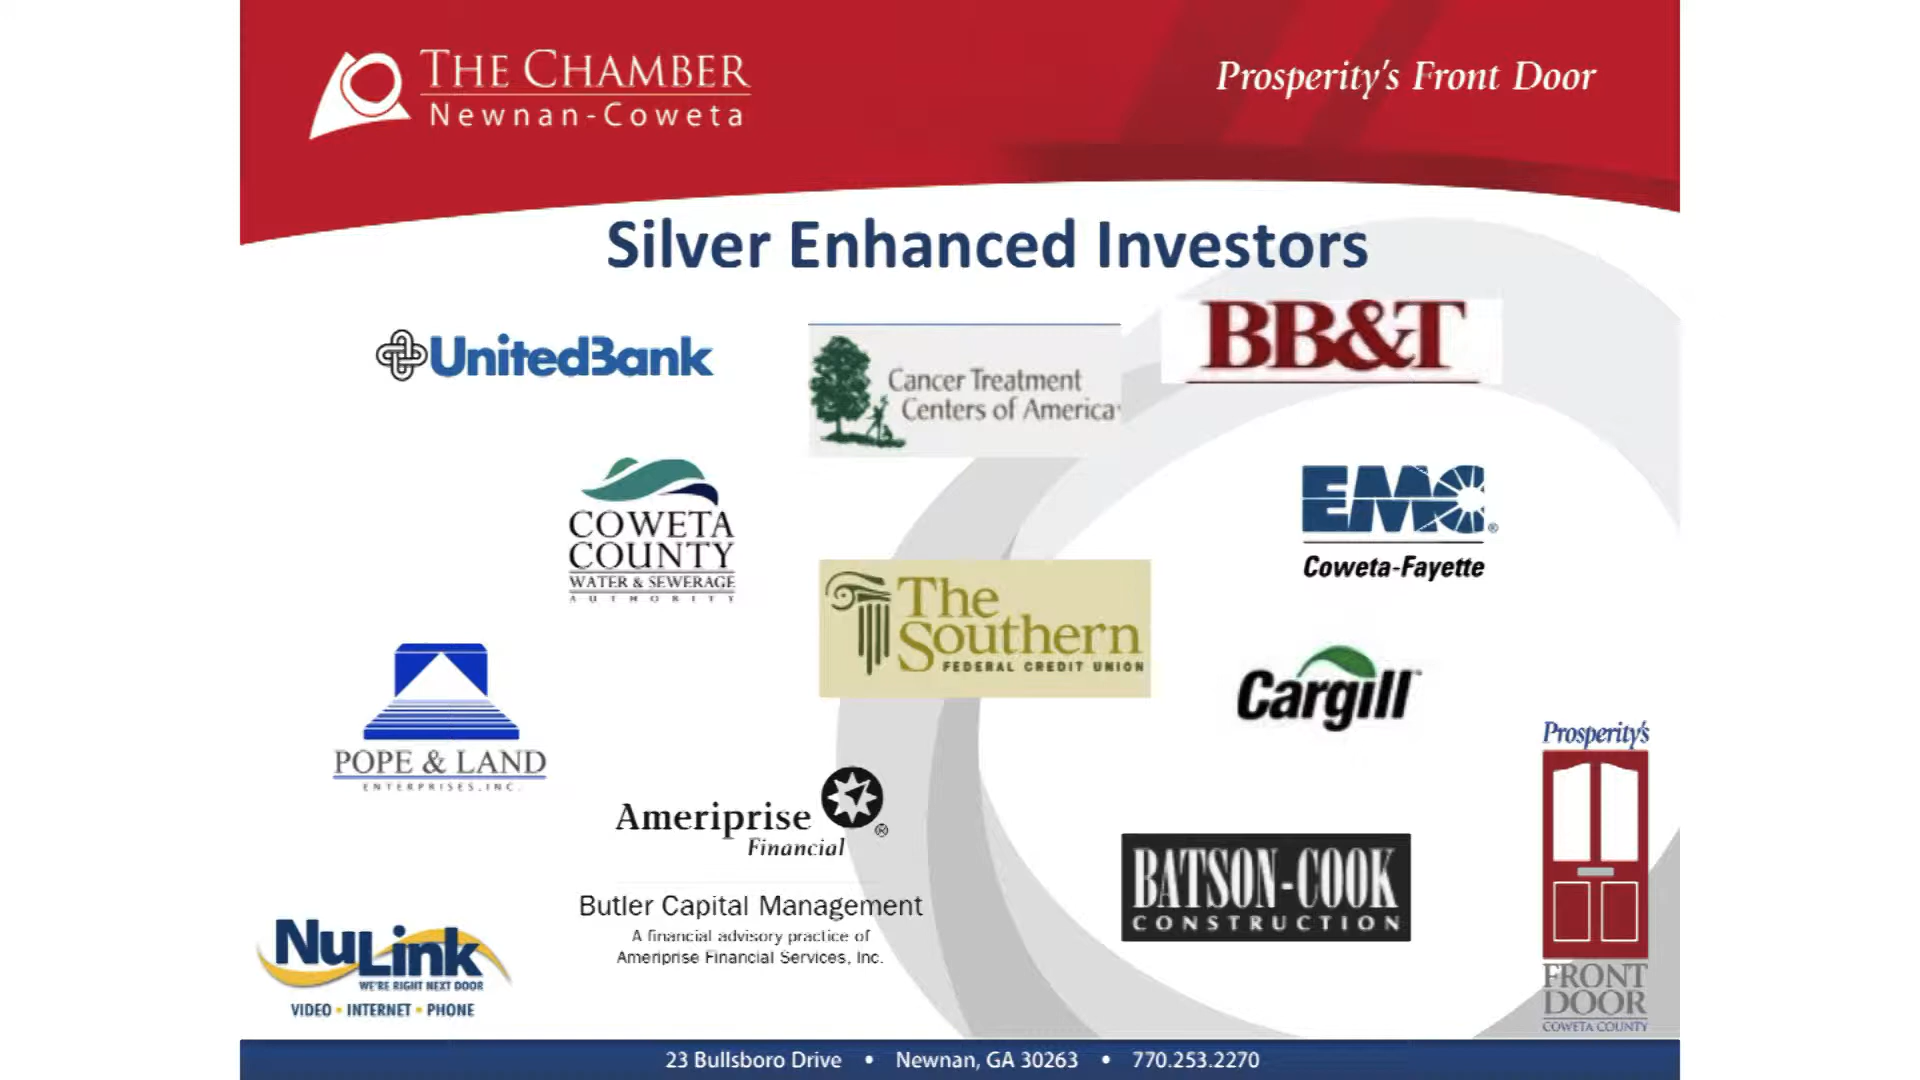 THE CHAMBER
Newnan-Coweta
Prosperity's Front Door
Silver Enhanced Investors
UnitedBank
Cancer Treatment
Centers of America
BB&T
COWETA
COUNTY
WATER & SEWERAGE
AUTHORITY
EMC®
Coweta-Fayette
The
Southern
FEDERAL CREDIT UNION
POPE & LAND
ENTERPRISES, INC.
Cargill™
Ameriprise®
Financial
Butler Capital Management
A financial advisory practice of
Ameriprise Financial Services, Inc.
BATSON-COOK
CONSTRUCTION
NuLink
WE'RE RIGHT NEXT DOOR
VIDEO • INTERNET • PHONE
Prosperity's
FRONT
DOOR
COWETA COUNTY
23 Bullsboro Drive • Newnan, GA 30263 • 770.253.2270